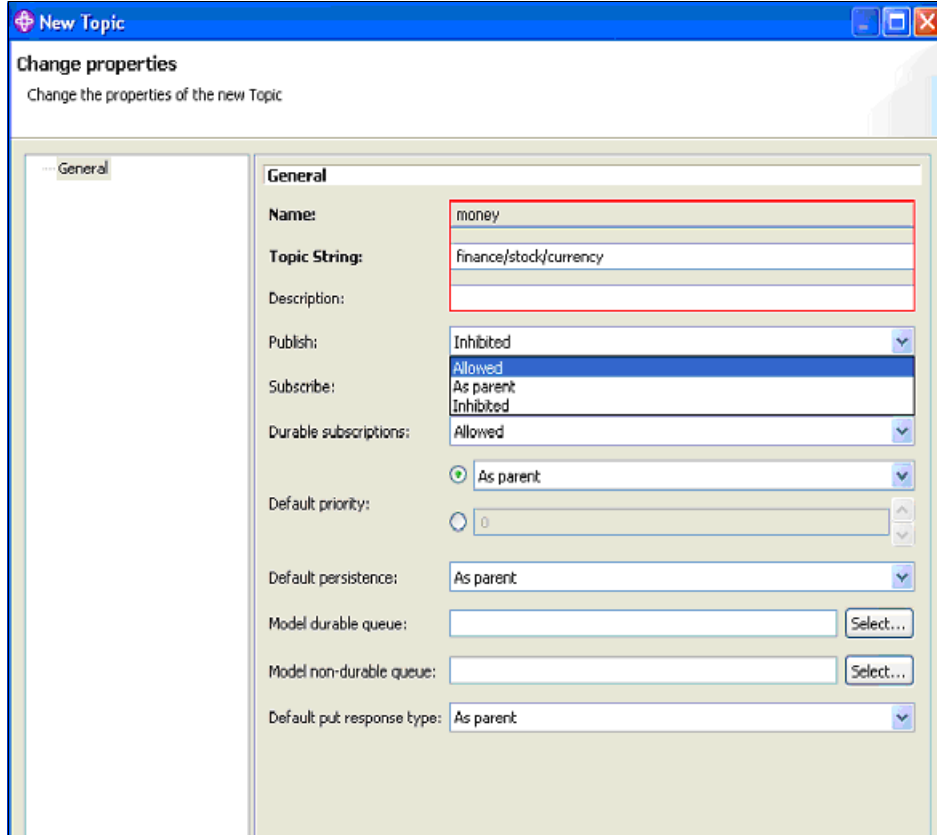 New Topic
Change properties
Change the properties of the new Topic
General
General
Name: money
Topic String: finance/stock/currency
Description:
Publish: Inhibited
Allowed
Subscribe: As parent
Inhibited
Durable subscriptions: Allowed
As parent
Default priority:
0
Default persistence: As parent
Model durable queue: Select...
Model non-durable queue: Select...
Default put response type: As parent